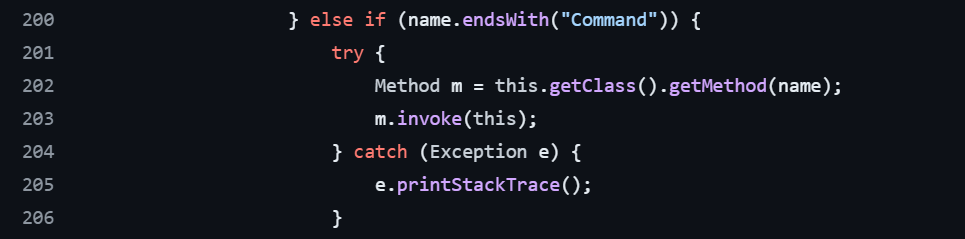 200 } else if (name.endsWith("Command")) {
201 try {
202 Method m = this.getClass().getMethod(name);
203 m.invoke(this);
204 } catch (Exception e) {
205 e.printStackTrace();
206 }